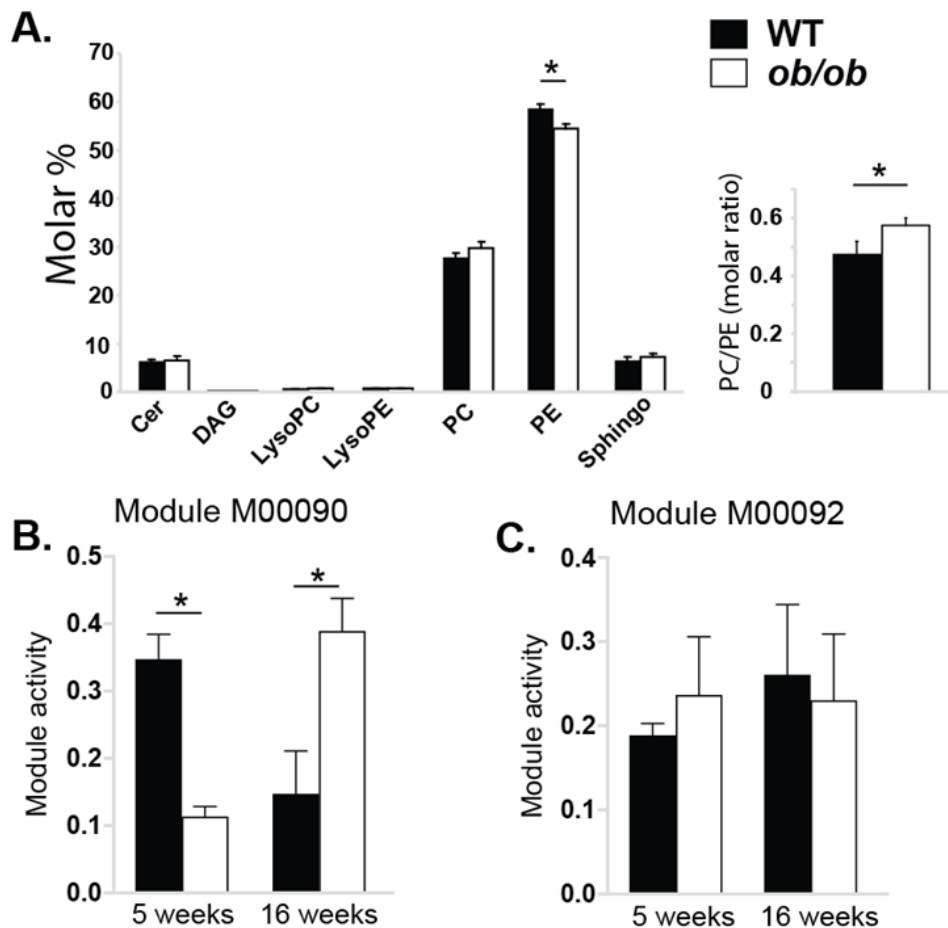 A.
WT
ob/ob
Molar %
70
60
50
40
30
20
10
0
*
Cer
DAG
LysoPC
LysoPE
PC
PE
Sphingo
PC/PE (molar ratio)
0.6
0.4
0.2
0
*
Module M00090
B.
Module activity
0.5
0.4
0.3
0.2
0.1
0.0
*
*
5 weeks
16 weeks
Module M00092
C.
Module activity
0.4
0.3
0.2
0.1
0.0
5 weeks
16 weeks